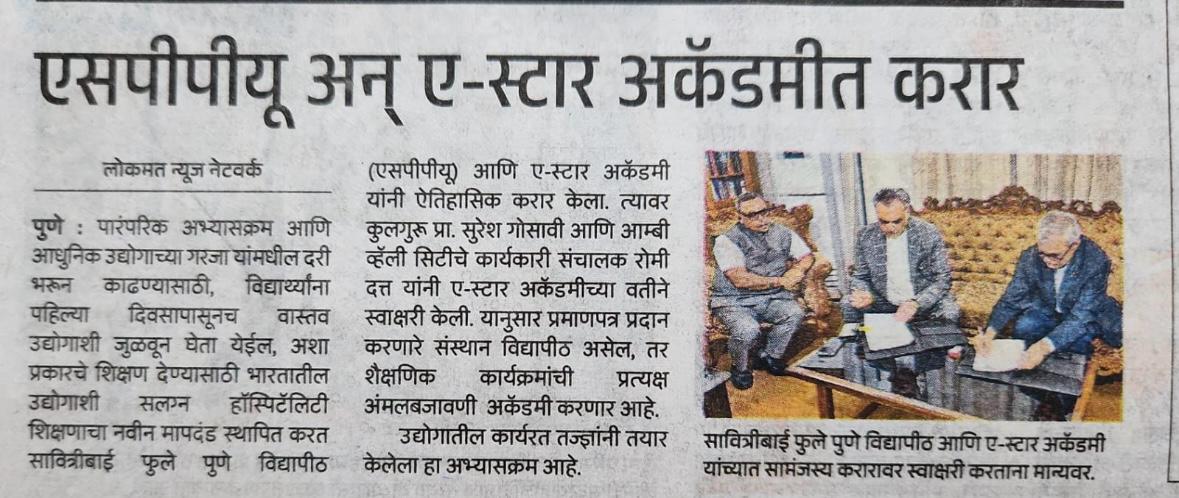 एसपीपीयू अन् ए-स्टार अकॅडमीत करार
लोकमत न्यूज नेटवर्क
पुणे : पारंपरिक अभ्यासक्रम आणि
आधुनिक उद्योगाच्या गरजा यांमधील दरी
भरून काढण्यासाठी, विद्यार्थ्यांना
पहिल्या दिवसापासूनच वास्तव
उद्योगाशी जुळवून घेता येईल, अशा
प्रकारचे शिक्षण देण्यासाठी भारतातील
उद्योगाशी सलग्न हॉस्पिटॅलिटी
शिक्षणाचा नवीन मापदंड स्थापित करत
सावित्रीबाई फुले पुणे विद्यापीठ
(एसपीपीयू) आणि ए-स्टार अकॅडमी
यांनी ऐतिहासिक करार केला. त्यावर
कुलगुरू प्रा. सुरेश गोसावी आणि आम्बी
व्हॅली सिटीचे कार्यकारी संचालक रोमी
दत्त यांनी ए-स्टार अकॅडमीच्या वतीने
स्वाक्षरी केली. यानुसार प्रमाणपत्र प्रदान
करणारे संस्थान विद्यापीठ असेल, तर
शैक्षणिक कार्यक्रमांची प्रत्यक्ष
अंमलबजावणी अकॅडमी करणार आहे.
उद्योगातील कार्यरत तज्ज्ञांनी तयार
केलेला हा अभ्यासक्रम आहे.
सावित्रीबाई फुले पुणे विद्यापीठ आणि ए-स्टार अकॅडमी
यांच्यात सामंजस्य करारावर स्वाक्षरी करताना मान्यवर.